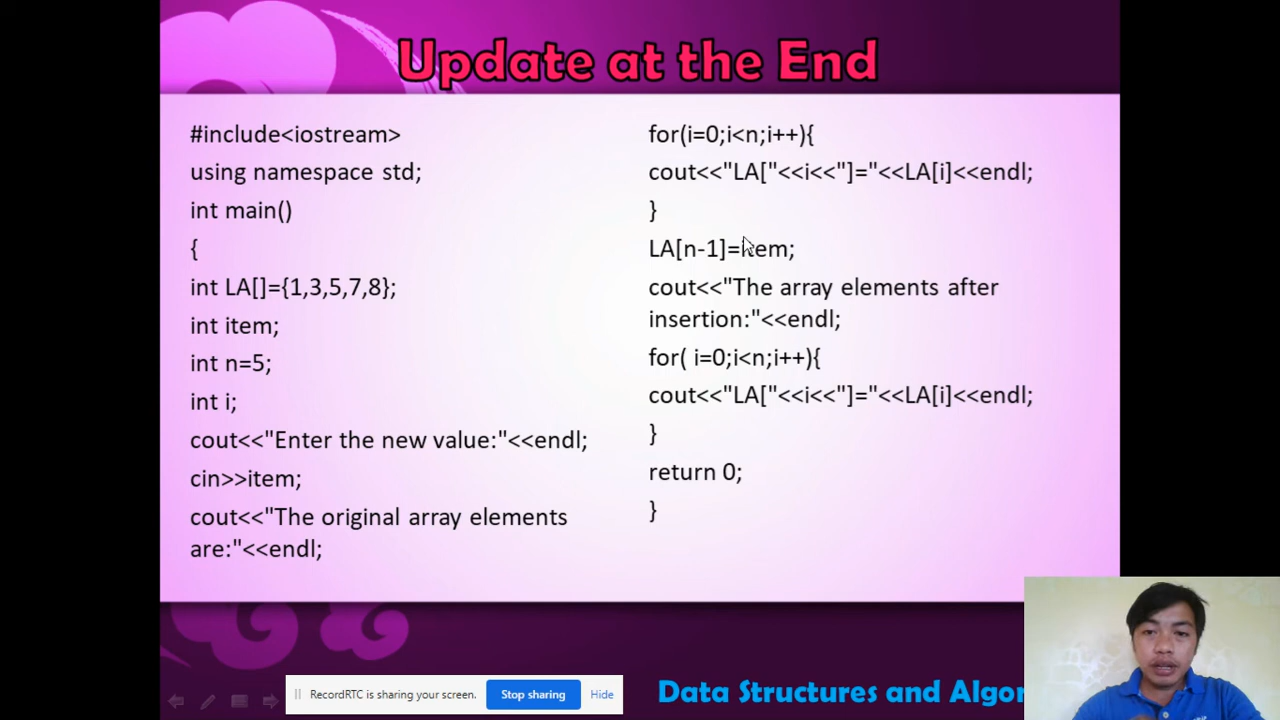 Update at the End
#include<iostream>
using namespace std;
int main()
{
int LA[]={1,3,5,7,8};
int item;
int n=5;
int i;
cout<<"Enter the new value:"<<endl;
cin>>item;
cout<<"The original array elements
are:"<<endl;
for(i=0;i<n;i++){
cout<<"LA["<<i<<"]="<<LA[i]<<endl;
}
LA[n-1]=item;
cout<<"The array elements after
insertion:"<<endl;
for( i=0;i<n;i++){
cout<<"LA["<<i<<"]="<<LA[i]<<endl;
}
return 0;
}
RecordRTC is sharing your screen.
Stop sharing
Hide
Data Structures and Algor